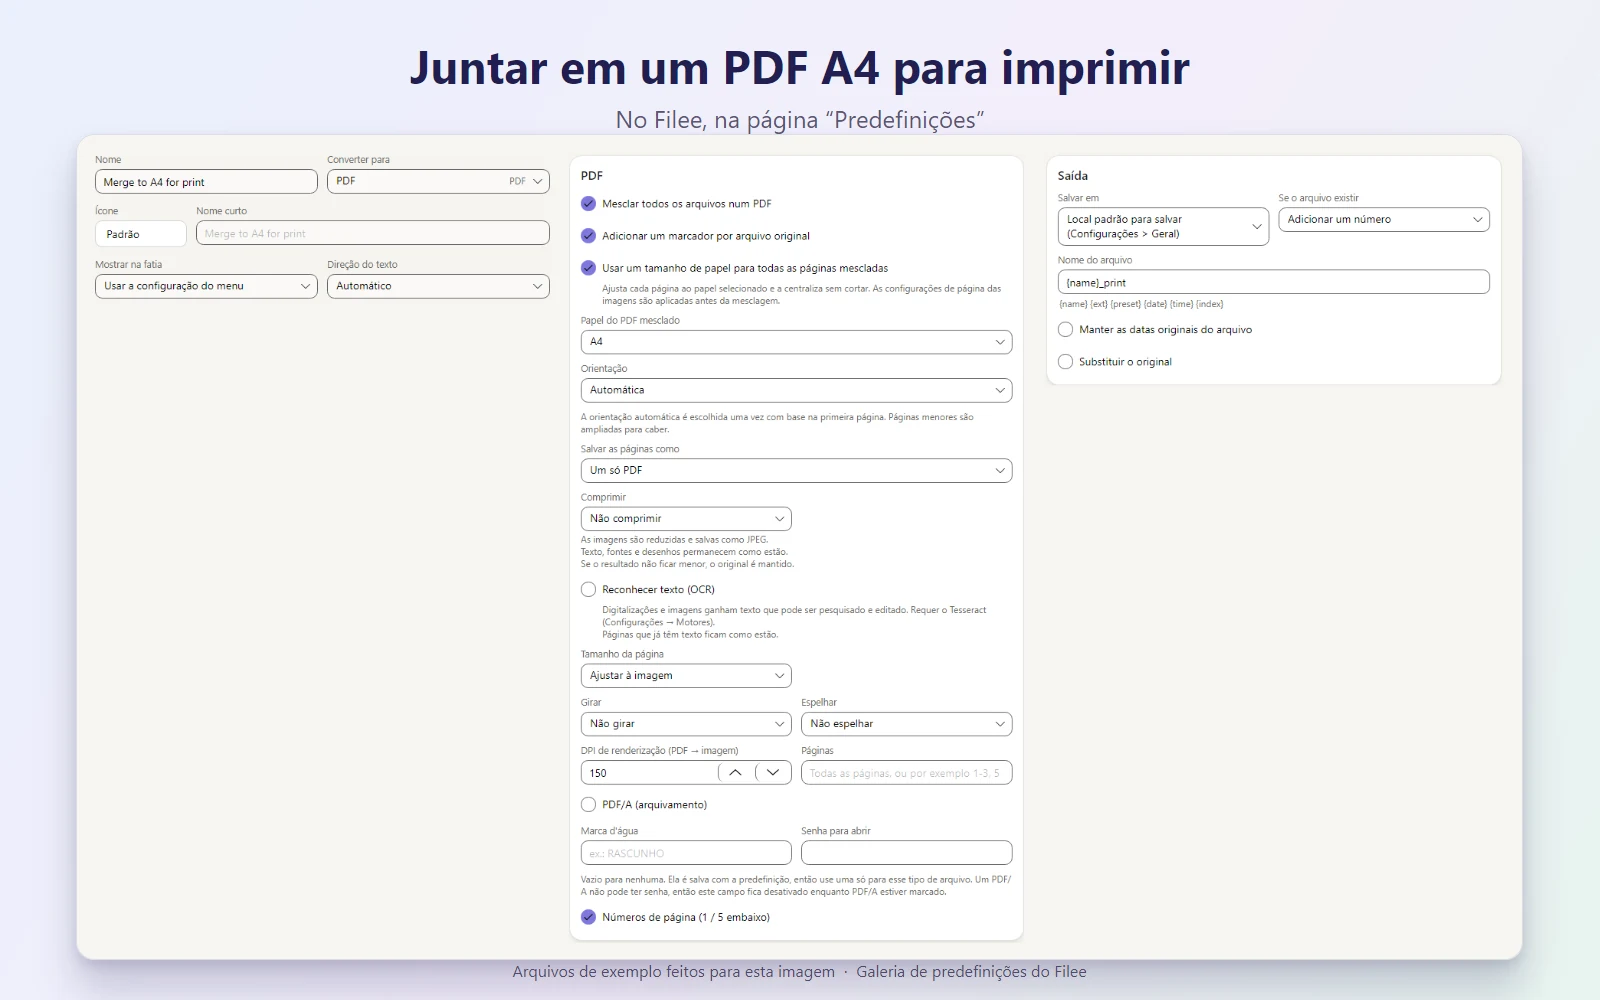 Juntar em um PDF A4 para imprimir
No Filee, na página “Predefinições”
Nome
Merge to A4 for print
Converter para
PDF PDF
Ícone
Padrão
Nome curto
Merge to A4 for print
Mostrar na fatia
Usar a configuração do menu
Direção do texto
Automático
PDF
Mesclar todos os arquivos num PDF
Adicionar um marcador por arquivo original
Usar um tamanho de papel para todas as páginas mescladas
Ajusta cada página ao papel selecionado e a centraliza sem cortar. As configurações de página das
imagens são aplicadas antes da mesclagem.
Papel do PDF mesclado
A4
Orientação
Automática
A orientação automática é escolhida uma vez com base na primeira página. Páginas menores são
ampliadas para caber.
Salvar as páginas como
Um só PDF
Comprimir
Não comprimir
As imagens são reduzidas e salvas como JPEG.
Texto, fontes e desenhos permanecem como estão.
Se o resultado não ficar menor, o original é mantido.
Reconhecer texto (OCR)
Digitalizações e imagens ganham texto que pode ser pesquisado e editado. Requer o Tesseract
(Configurações → Motores).
Páginas que já têm texto ficam como estão.
Tamanho da página
Ajustar à imagem
Girar
Não girar
Espelhar
Não espelhar
DPI de renderização (PDF → imagem)
150
Páginas
Todas as páginas, ou por exemplo 1-3, 5
PDF/A (arquivamento)
Marca d'água
ex.: RASCUNHO
Senha para abrir
Vazio para nenhuma. Ela é salva com a predefinição, então use uma só para esse tipo de arquivo. Um PDF/
A não pode ter senha, então este campo fica desativado enquanto PDF/A estiver marcado.
Números de página (1 / 5 embaixo)
Saída
Salvar em
Local padrão para salvar
(Configurações > Geral)
Se o arquivo existir
Adicionar um número
Nome do arquivo
{name}_print
{name} {ext} {preset} {date} {time} {index}
Manter as datas originais do arquivo
Substituir o original
Arquivos de exemplo feitos para esta imagem · Galeria de predefinições do Filee